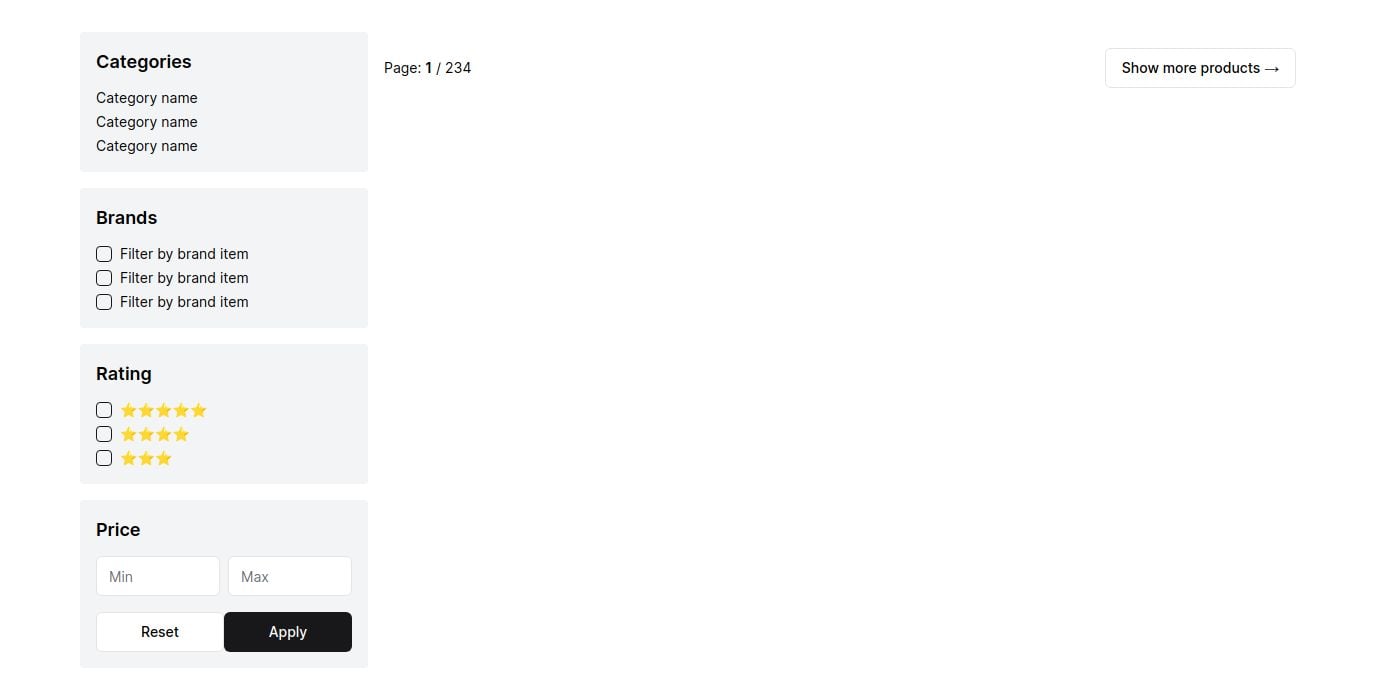 Categories
Category name
Category name
Category name
Brands
Filter by brand item
Filter by brand item
Filter by brand item
Rating
⭐⭐⭐⭐⭐
⭐⭐⭐⭐
⭐⭐⭐
Price
Min Max
Reset Apply
Page: 1 / 234
Show more products →